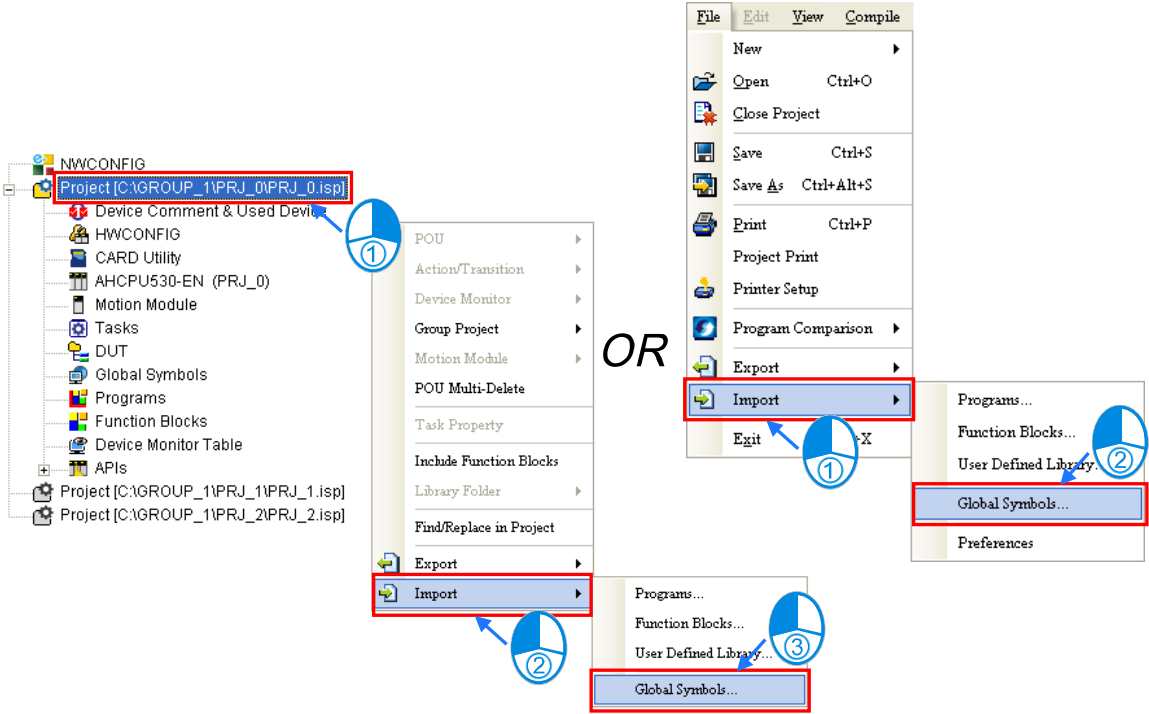 NWCONFIG
Project [C:\GROUP_1\PRJ_0\PRJ_0.isp]
Device Comment & Used Device
HWCONFIG
CARD Utility
AHCPU530-EN (PRJ_0)
Motion Module
Tasks
DUT
Global Symbols
Programs
Function Blocks
Device Monitor Table
APIs
Project [C:\GROUP_1\PRJ_1\PRJ_1.isp]
Project [C:\GROUP_1\PRJ_2\PRJ_2.isp]
1
POU
Action/Transition
Device Monitor
Group Project
Motion Module
POU Multi-Delete
Task Property
Include Function Blocks
Library Folder
Find/Replace in Project
Export
Import
2
Programs...
Function Blocks...
User Defined Library...
Global Symbols...
3
OR
File Edit View Compile
New
Open Ctrl+O
Close Project
Save Ctrl+S
Save As Ctrl+Alt+S
Print Ctrl+P
Project Print
Printer Setup
Program Comparison
Export
Import
Exit +X
1
Programs...
Function Blocks...
User Defined Library...
Global Symbols...
Preferences
2